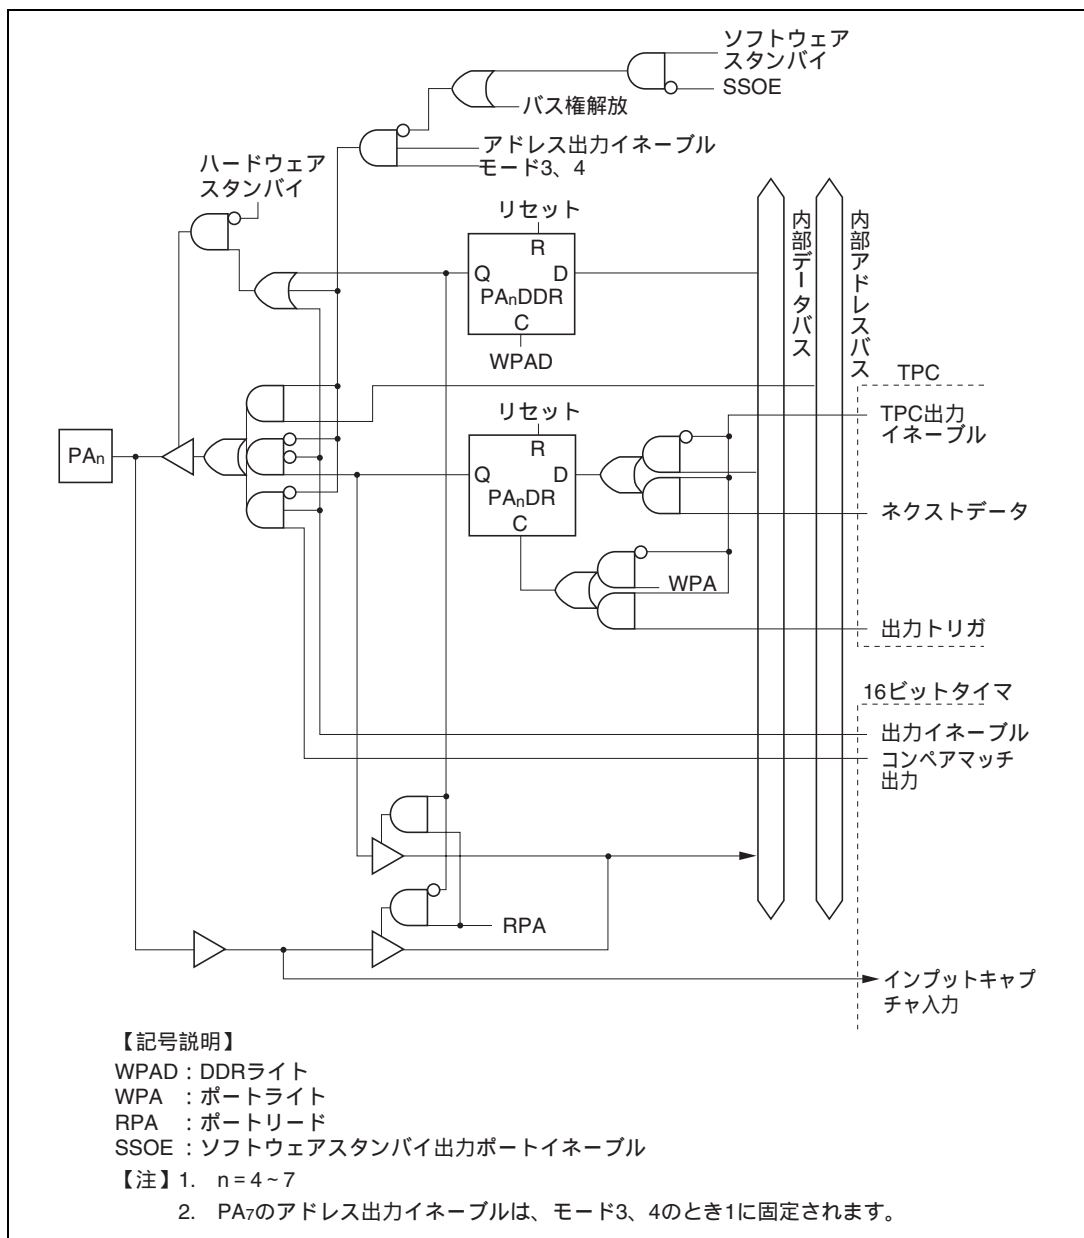 ソフトウェア
スタンバイ
SSOE
バス権解放
アドレス出力イネーブル
モード3、4
ハードウェア
スタンバイ
リセット
R
Q D
PAnDDR
C
WPAD
内部データバス
内部アドレスバス
TPC
TPC出力
イネーブル
リセット
R
Q D
PAnDR
C
PAn
ネクストデータ
WPA
出力トリガ
16ビットタイマ
出力イネーブル
コンペアマッチ
出力
RPA
インプットキャプ
チャ入力
【記号説明】
WPAD:DDRライト
WPA :ポートライト
RPA :ポートリード
SSOE :ソフトウェアスタンバイ出力ポートイネーブル
【注】1. n = 4~7
2. PA7のアドレス出力イネーブルは、モード3、4のとき1に固定されます。